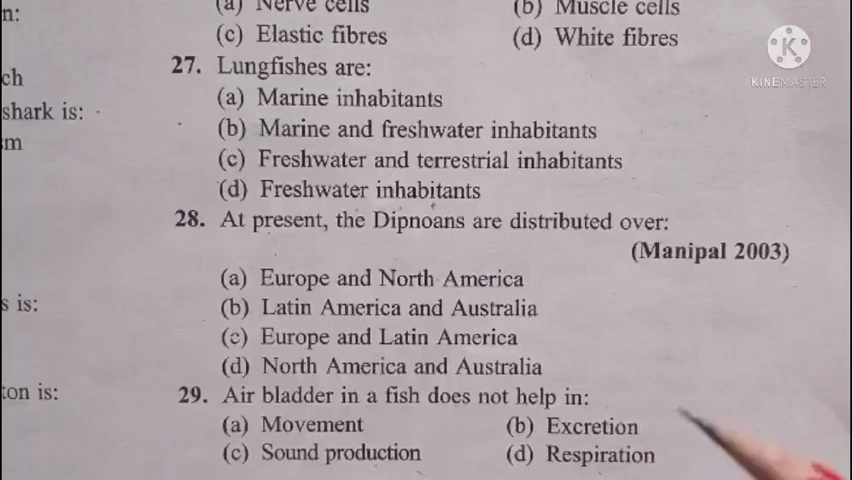 n:
ch
shark is:
m
s is:
ton is:
(a) Nerve cells (b) Muscle cells
(c) Elastic fibres (d) White fibres
27. Lungfishes are:
(a) Marine inhabitants
(b) Marine and freshwater inhabitants
(c) Freshwater and terrestrial inhabitants
(d) Freshwater inhabitants
28. At present, the Dipnoans are distributed over:
(Manipal 2003)
(a) Europe and North America
(b) Latin America and Australia
(c) Europe and Latin America
(d) North America and Australia
29. Air bladder in a fish does not help in:
(a) Movement (b) Excretion
(c) Sound production (d) Respiration
K
KINEMASTER